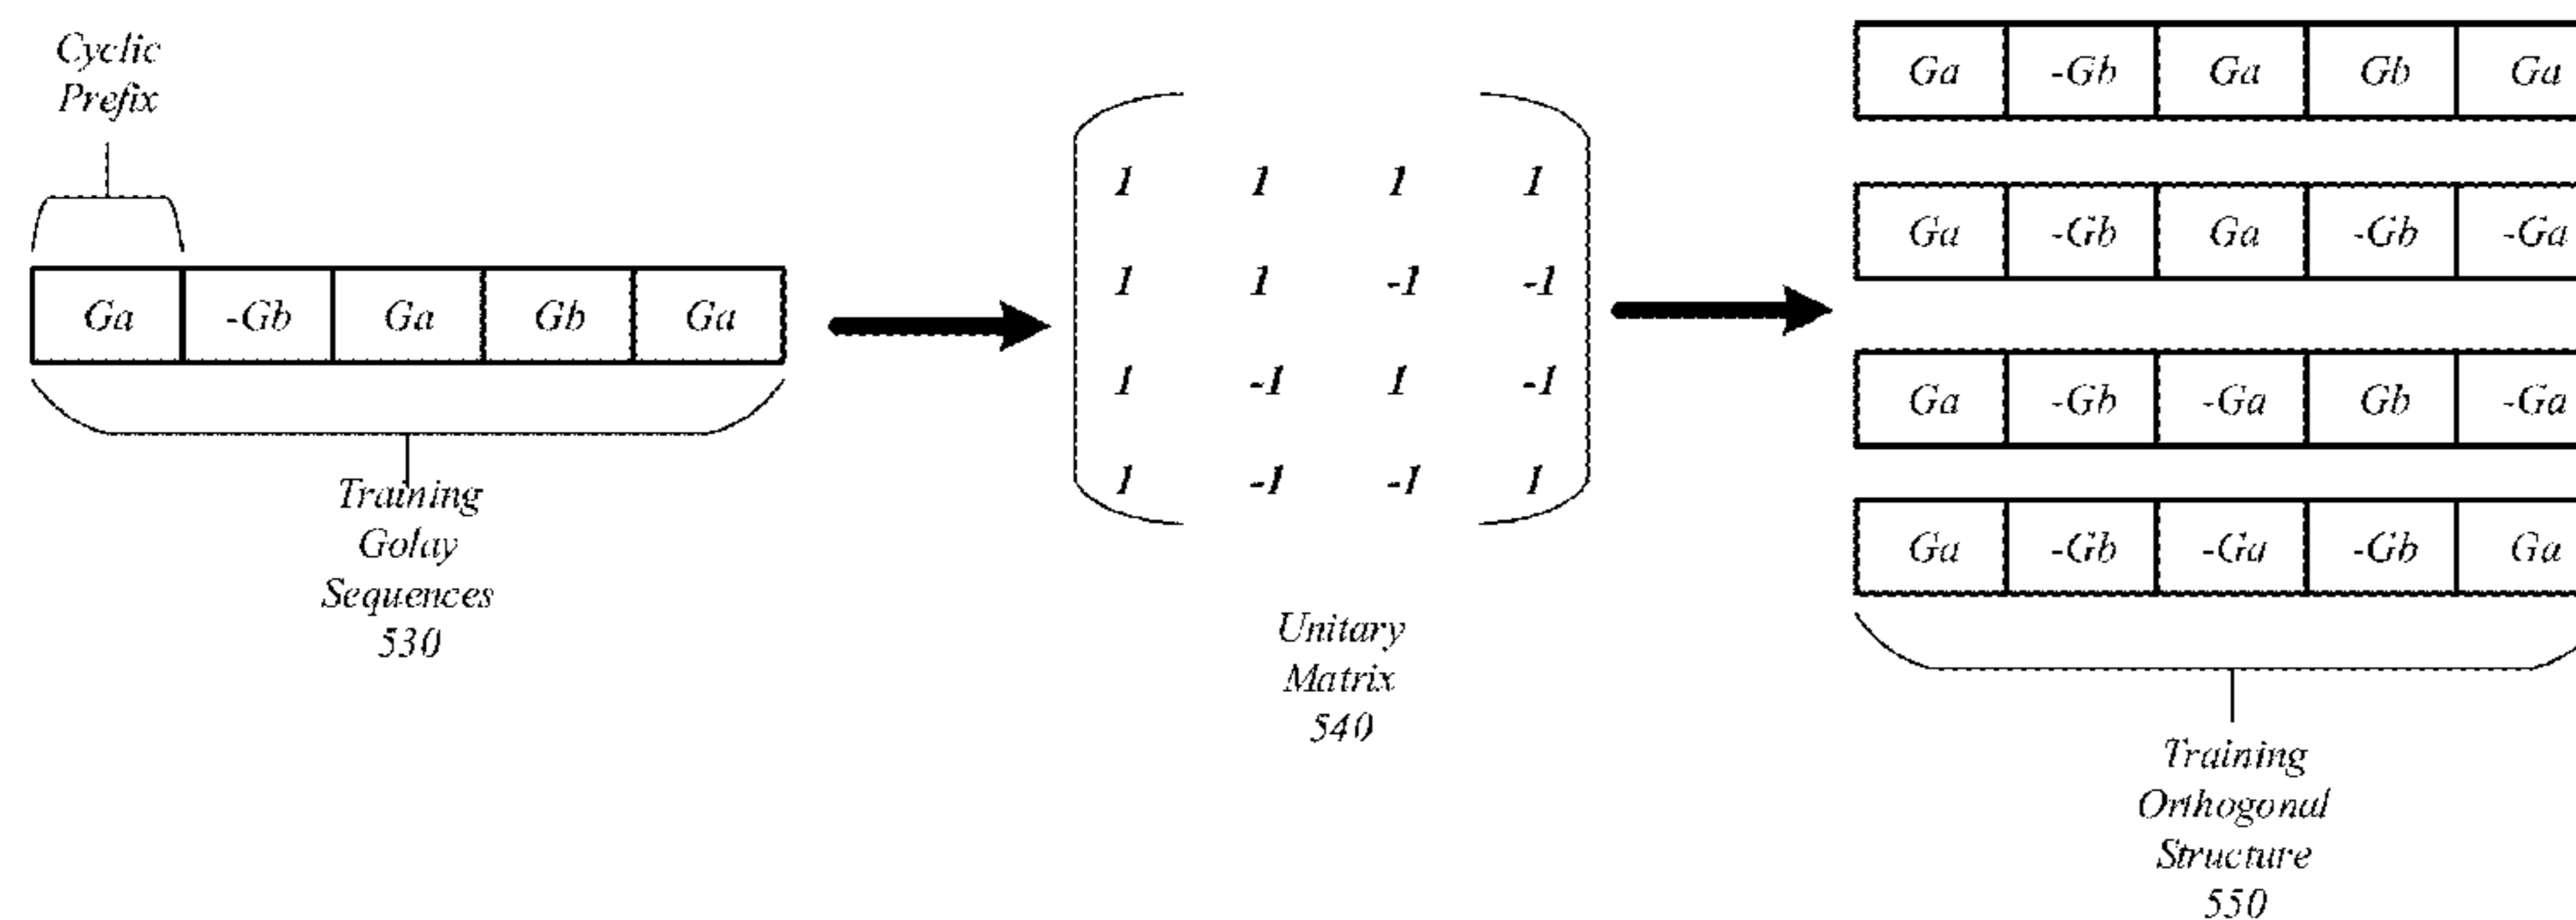 Cyclic
Prefix
Ga -Gb Ga Gb Ga
Training
Golay
Sequences
530
1 1 1 1
1 1 -1 -1
1 -1 1 -1
1 -1 -1 1
Unitary
Matrix
540
Ga -Gb Ga Gb Ga
Ga -Gb Ga -Gb -Ga
Ga -Gb -Ga Gb -Ga
Ga -Gb -Ga -Gb Ga
Training
Orthogonal
Structure
550